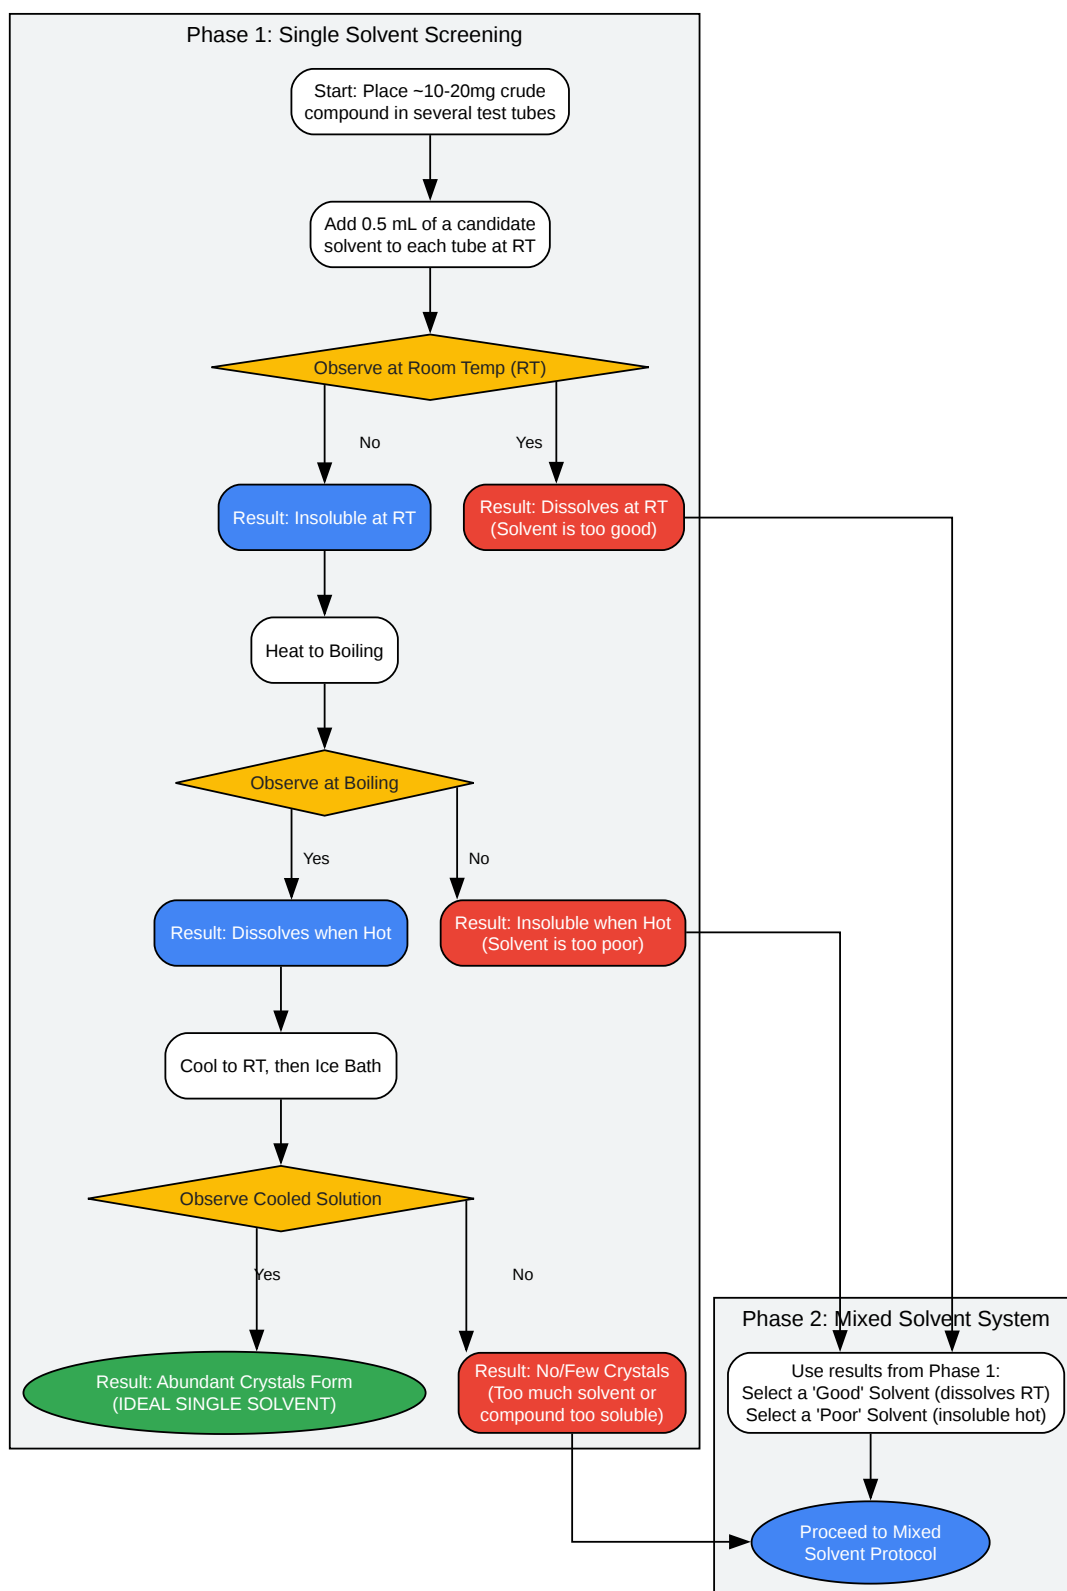 Phase 1: Single Solvent Screening
Start: Place ~10-20mg crude
compound in several test tubes
Add 0.5 mL of a candidate
solvent to each tube at RT
Observe at Room Temp (RT)
No
Yes
Result: Insoluble at RT
Result: Dissolves at RT
(Solvent is too good)
Heat to Boiling
Observe at Boiling
Yes
No
Result: Dissolves when Hot
Result: Insoluble when Hot
(Solvent is too poor)
Cool to RT, then Ice Bath
Observe Cooled Solution
Yes
No
Result: Abundant Crystals Form
(IDEAL SINGLE SOLVENT)
Result: No/Few Crystals
(Too much solvent or
compound too soluble)
Phase 2: Mixed Solvent System
Use results from Phase 1:
Select a 'Good' Solvent (dissolves RT)
Select a 'Poor' Solvent (insoluble hot)
Proceed to Mixed
Solvent Protocol